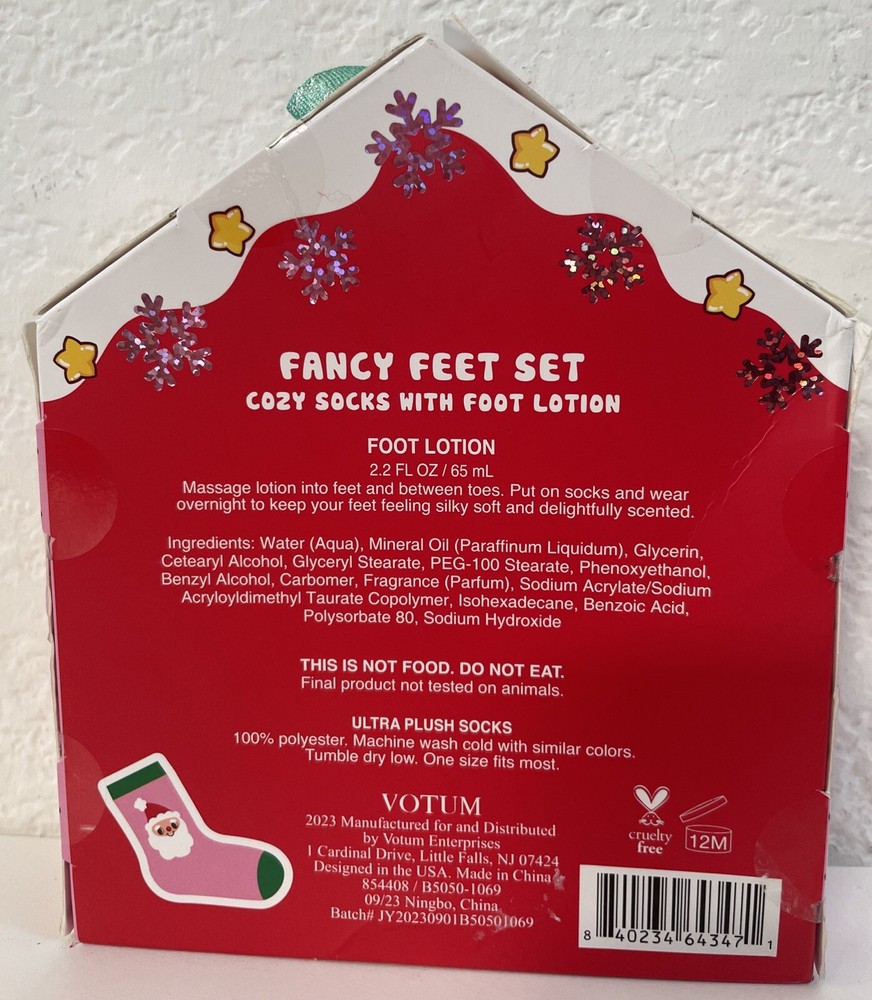 FANCY FEET SET
COZY SOCKS WITH FOOT LOTION
FOOT LOTION
2.2 FL OZ / 65 mL
Massage lotion into feet and between toes. Put on socks and wear
overnight to keep your feet feeling silky soft and delightfully scented.
Ingredients: Water (Aqua), Mineral Oil (Paraffinum Liquidum), Glycerin,
Cetearyl Alcohol, Glyceryl Stearate, PEG-100 Stearate, Phenoxyethanol,
Benzyl Alcohol, Carbomer, Fragrance (Parfum), Sodium Acrylate/Sodium
Acryloyldimethyl Taurate Copolymer, Isohexadecane, Benzoic Acid,
Polysorbate 80, Sodium Hydroxide
THIS IS NOT FOOD. DO NOT EAT.
Final product not tested on animals.
ULTRA PLUSH SOCKS
100% polyester. Machine wash cold with similar colors.
Tumble dry low. One size fits most.
VOTUM
2023 Manufactured for and Distributed
by Votum Enterprises
1 Cardinal Drive, Little Falls, NJ 07424
Designed in the USA. Made in China
854408 / B5050-1069
09/23 Ningbo, China
Batch# JY20230901B50501069
cruelty
free
12M
8 40234 64347 1